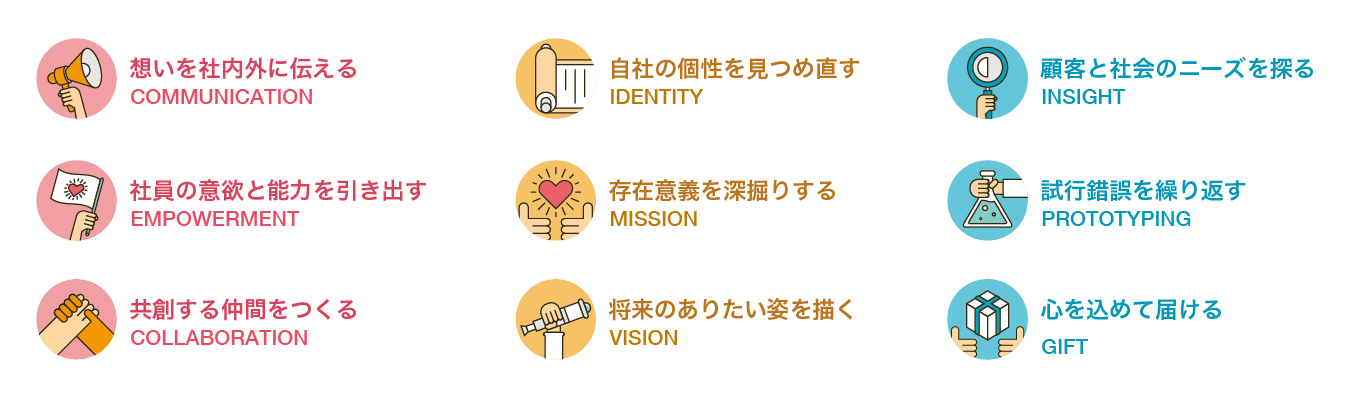 想いを社内外に伝える
COMMUNICATION
社員の意欲と能力を引き出す
EMPOWERMENT
共創する仲間をつくる
COLLABORATION
自社の個性を見つめ直す
IDENTITY
存在意義を深掘りする
MISSION
将来のありたい姿を描く
VISION
顧客と社会のニーズを探る
INSIGHT
試行錯誤を繰り返す
PROTOTYPING
心を込めて届ける
GIFT